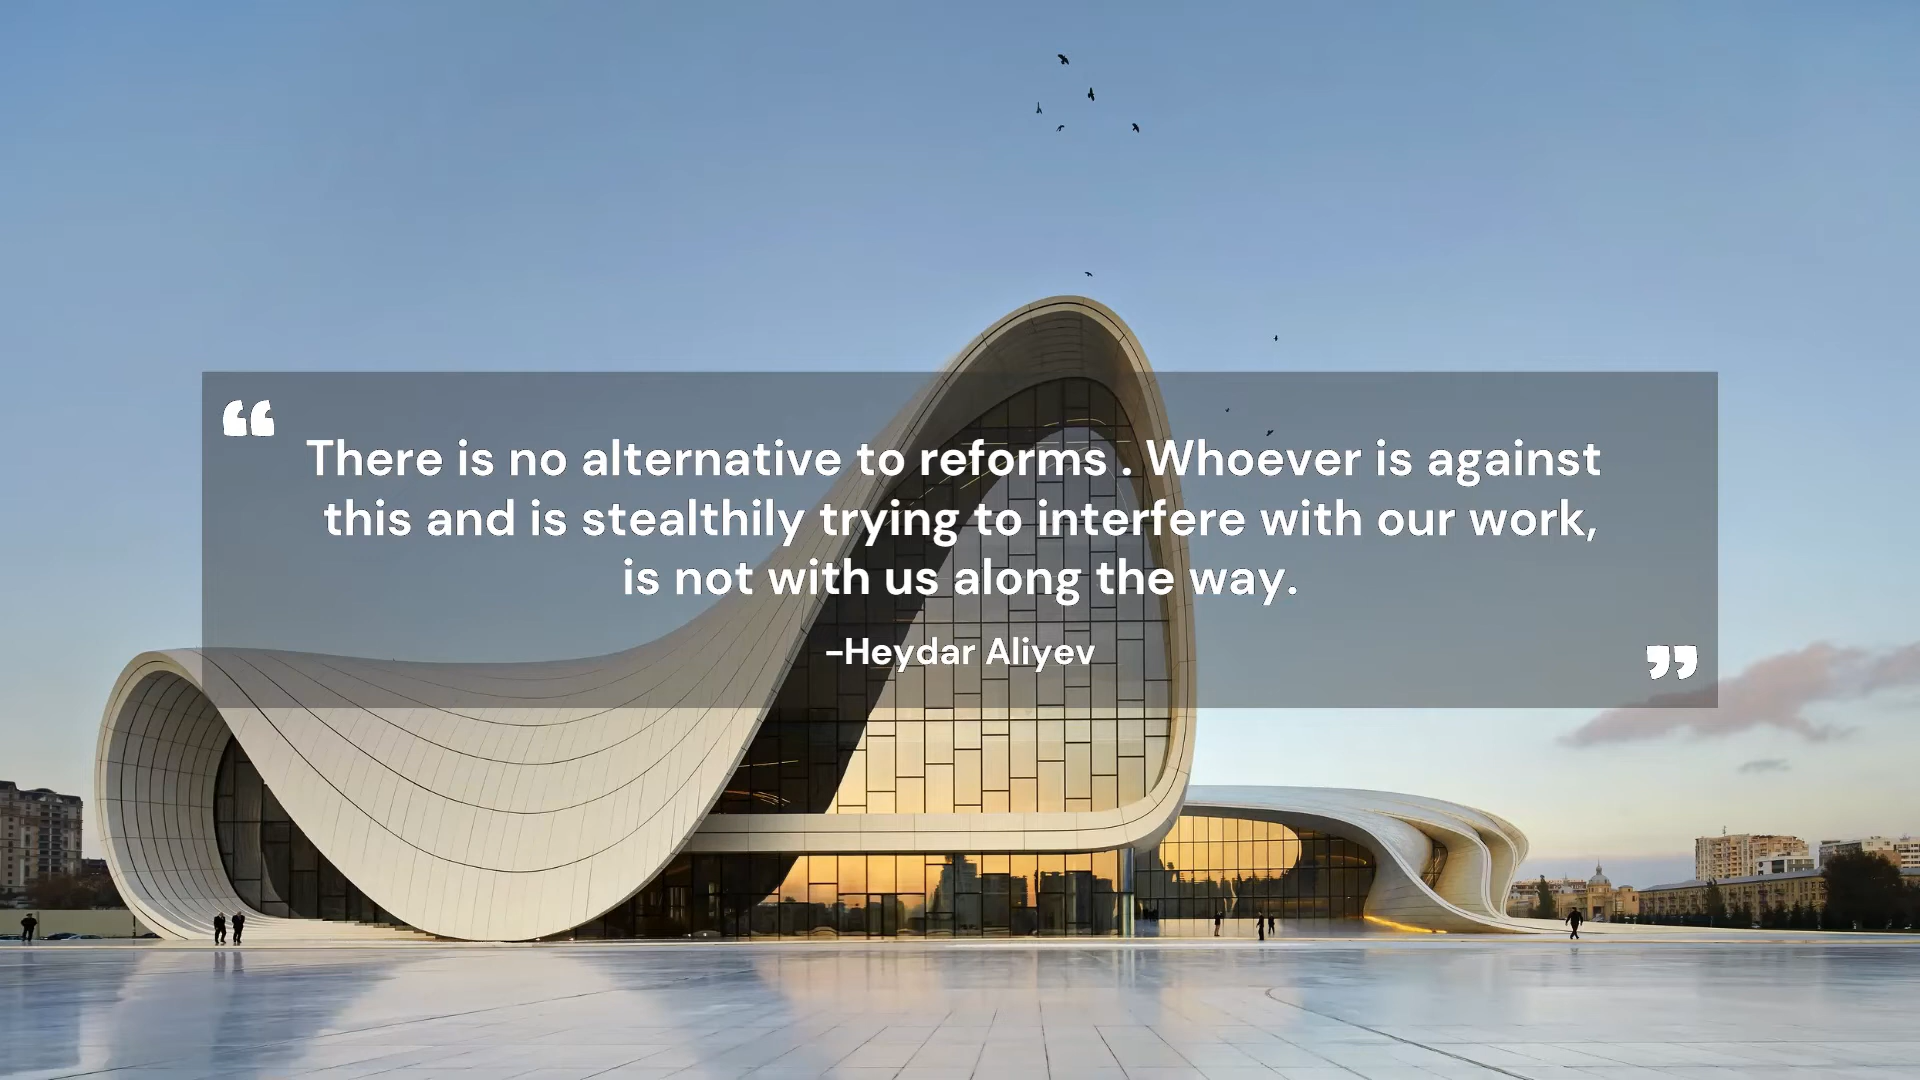 “
There is no alternative to reforms . Whoever is against
this and is stealthily trying to interfere with our work,
is not with us along the way.
-Heydar Aliyev
”